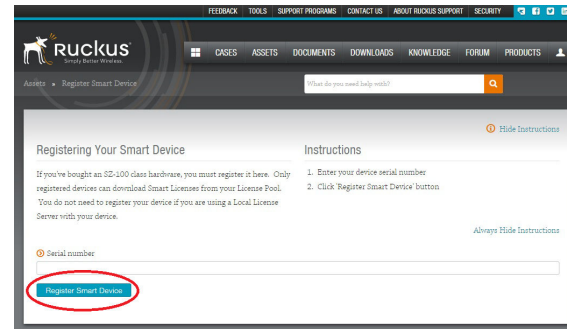 FEEDBACK TOOLS SUPPORT PROGRAMS CONTACT US ABOUT RUCKUS SUPPORT SECURITY
Ruckus
Simply Better Wireless.
CASES ASSETS DOCUMENTS DOWNLOADS KNOWLEDGE FORUM PRODUCTS
Assets » Register Smart Device
What do you need help with?
Hide Instructions
Registering Your Smart Device
If you've bought an SZ-100 class hardware, you must register it here. Only
registered devices can download Smart Licenses from your License Pool.
You do not need to register your device if you are using a Local License
Server with your device.
Instructions
1. Enter your device serial number
2. Click 'Register Smart Device' button
Always Hide Instructions
Serial number
Register Smart Device